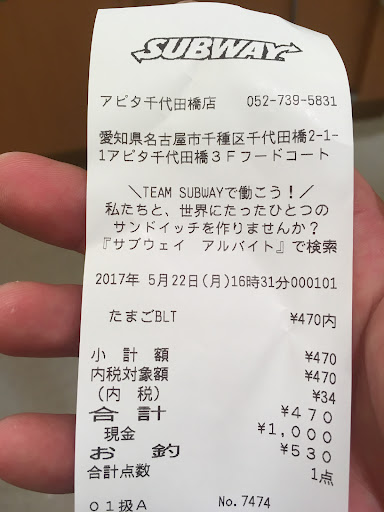 SUBWAY
アピタ千代田橋店 052-739-5831
愛知県名古屋市千種区千代田橋2-1-
1アピタ千代田橋3Fフードコート
＼TEAM SUBWAYで働こう！／
私たちと、世界にたったひとつの
サンドイッチを作りませんか？
『サブウェイ アルバイト』で検索
2017年 5月22日(月)16時31分000101
たまごBLT ¥470内
小計額 ¥470
内税対象額 ¥470
(内 税) ¥34
合計 ¥470
現金 ¥1,000
お釣 ¥530
合計点数 1点
01扱A No.7474